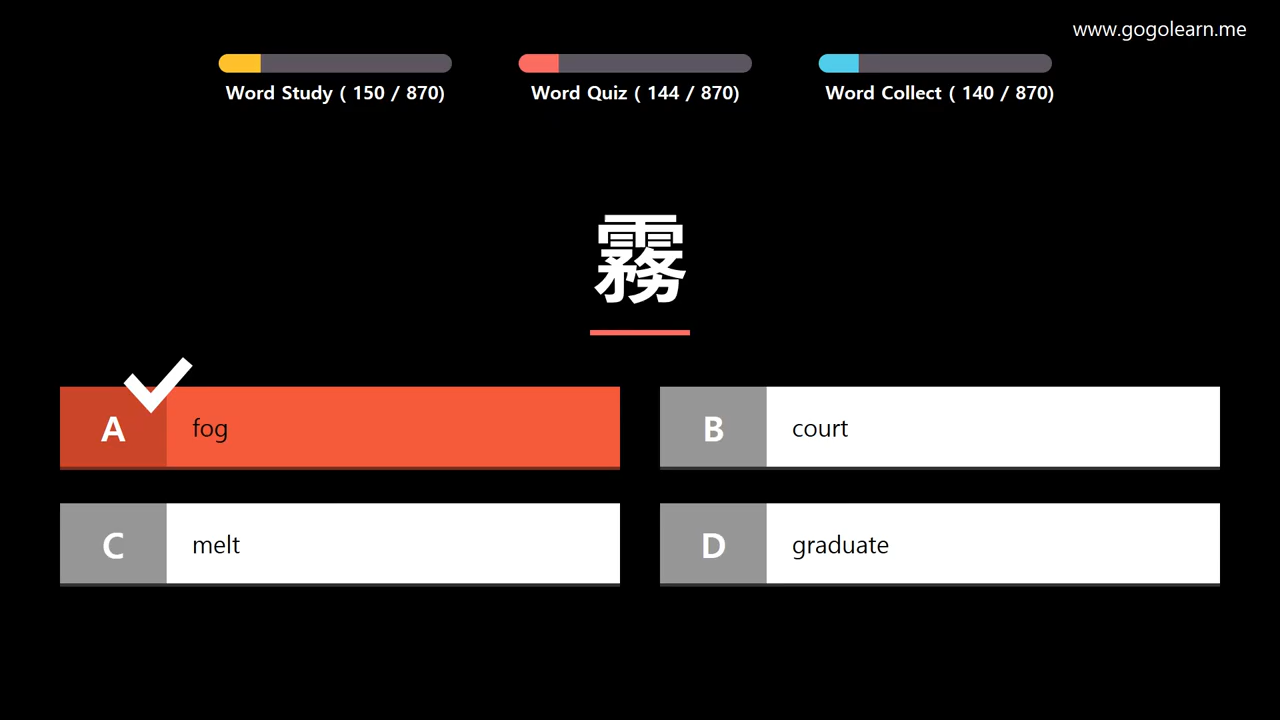 www.gogolearn.me
Word Study ( 150 / 870)
Word Quiz ( 144 / 870)
Word Collect ( 140 / 870)
霧
A fog
B court
C melt
D graduate